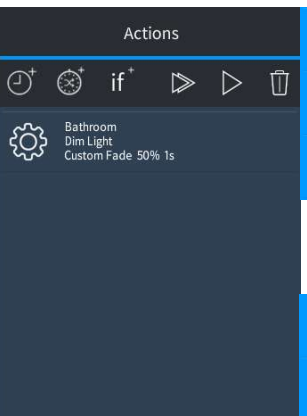 Actions
if+
Bathroom
Dim Light
Custom Fade 50% 1s